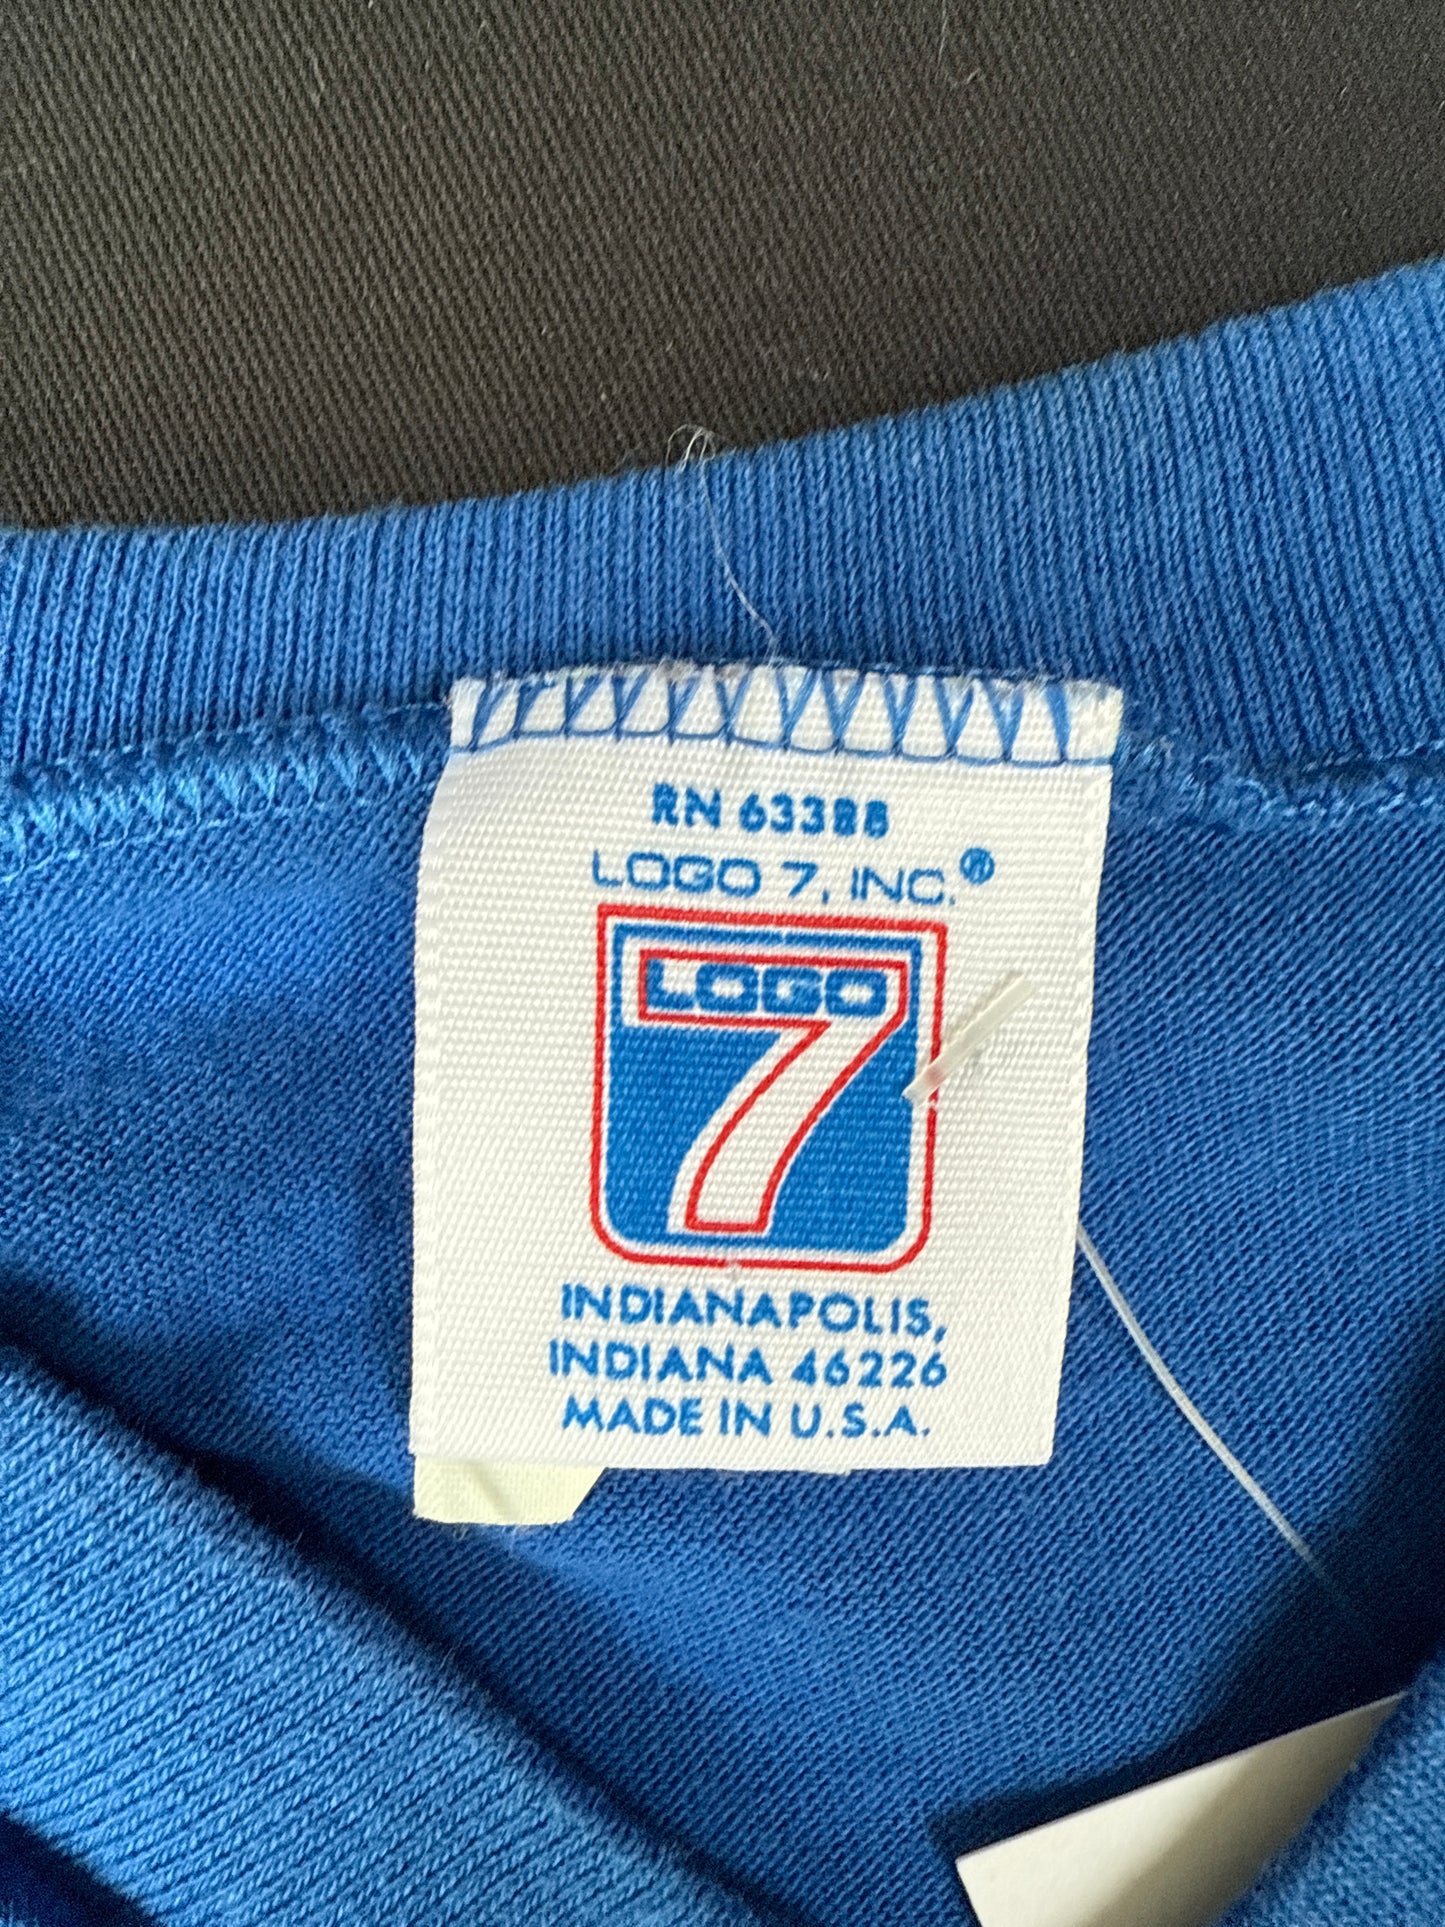 RN 63388
LOGO 7, INC.®
LOGO
7
INDIANAPOLIS,
INDIANA 46226
MADE IN U.S.A.